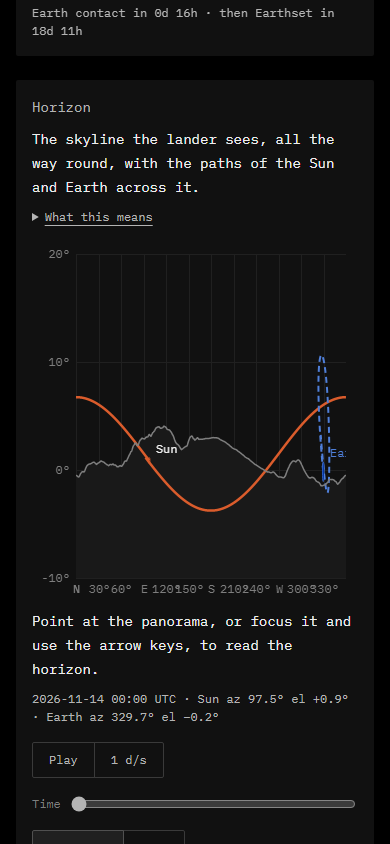 Earth contact in 0d 16h · then Earthset in
18d 11h
Horizon
The skyline the lander sees, all the
way round, with the paths of the Sun
and Earth across it.
What this means
20°
10°
0°
-10°
Sun
Ea
N 30° 60° E 120° 150° S 210° 240° W 300° 330°
Point at the panorama, or focus it and
use the arrow keys, to read the
horizon.
2026-11-14 00:00 UTC · Sun az 97.5° el +0.9°
· Earth az 329.7° el −0.2°
Play 1 d/s
Time